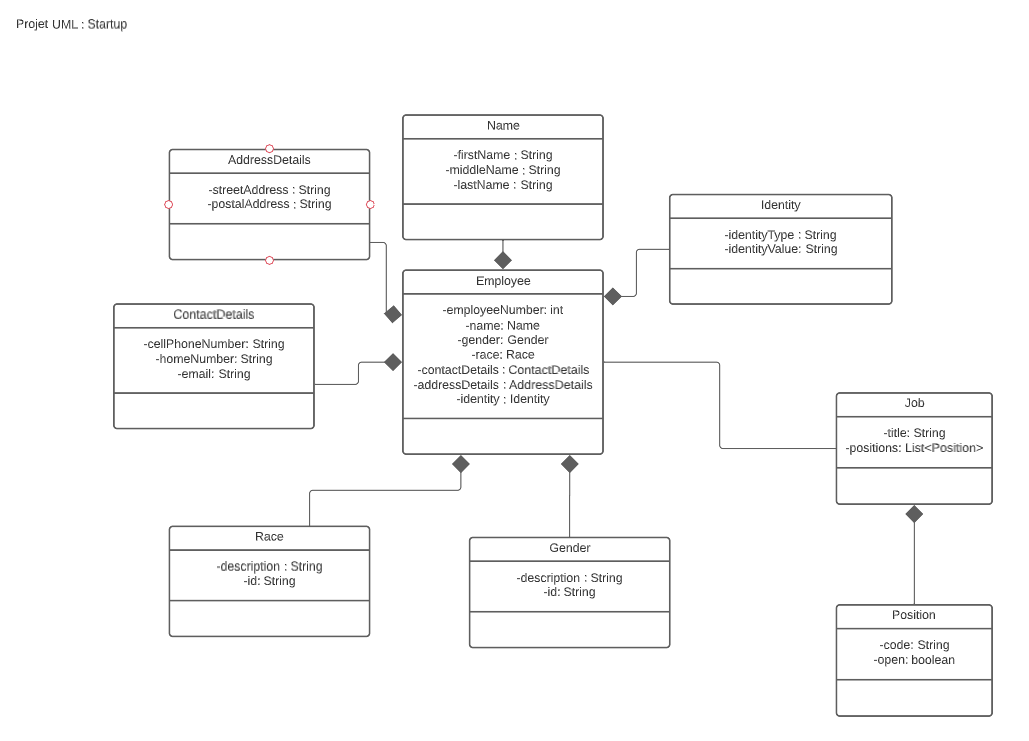 Projet UML : Startup
Name
-firstName : String
-middleName : String
-lastName : String
AddressDetails
-streetAddress : String
-postalAddress : String
Identity
-identityType : String
-identityValue: String
Employee
-employeeNumber: int
-name: Name
-gender: Gender
-race: Race
-contactDetails : ContactDetails
-addressDetails : AddressDetails
-identity : Identity
ContactDetails
-cellPhoneNumber: String
-homeNumber: String
-email: String
Job
-title: String
-positions: List<Position>
Race
-description : String
-id: String
Gender
-description : String
-id: String
Position
-code: String
-open: boolean